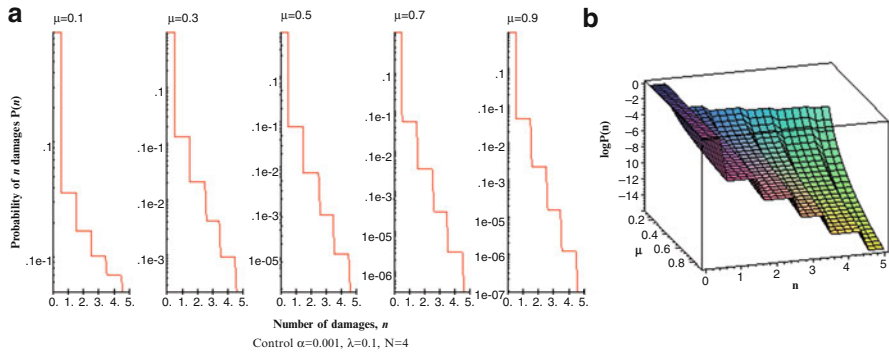 a
μ=0.1
μ=0.3
μ=0.5
μ=0.7
μ=0.9
b
Probability of n damages P(n)
.1
.1e-1
.1
.1e-1
.1e-2
.1e-3
.1
.1e-1
.1e-2
.1e-3
1e-05
.1
.1e-1
.1e-2
.1e-3
1e-05
1e-06
.1
.1e-1
.1e-2
.1e-3
1e-05
1e-06
1e-07
0. 1. 2. 3. 4. 5.
0. 1. 2. 3. 4. 5.
0. 1. 2. 3. 4. 5.
0. 1. 2. 3. 4. 5.
0. 1. 2. 3. 4. 5.
Number of damages, n
Control α=0.001, λ=0.1, N=4
logP(n)
0
−2
−4
−6
−8
−10
−12
−14
0.2
0.4
0.6
0.8
μ
0 1 2 3 4 5
n